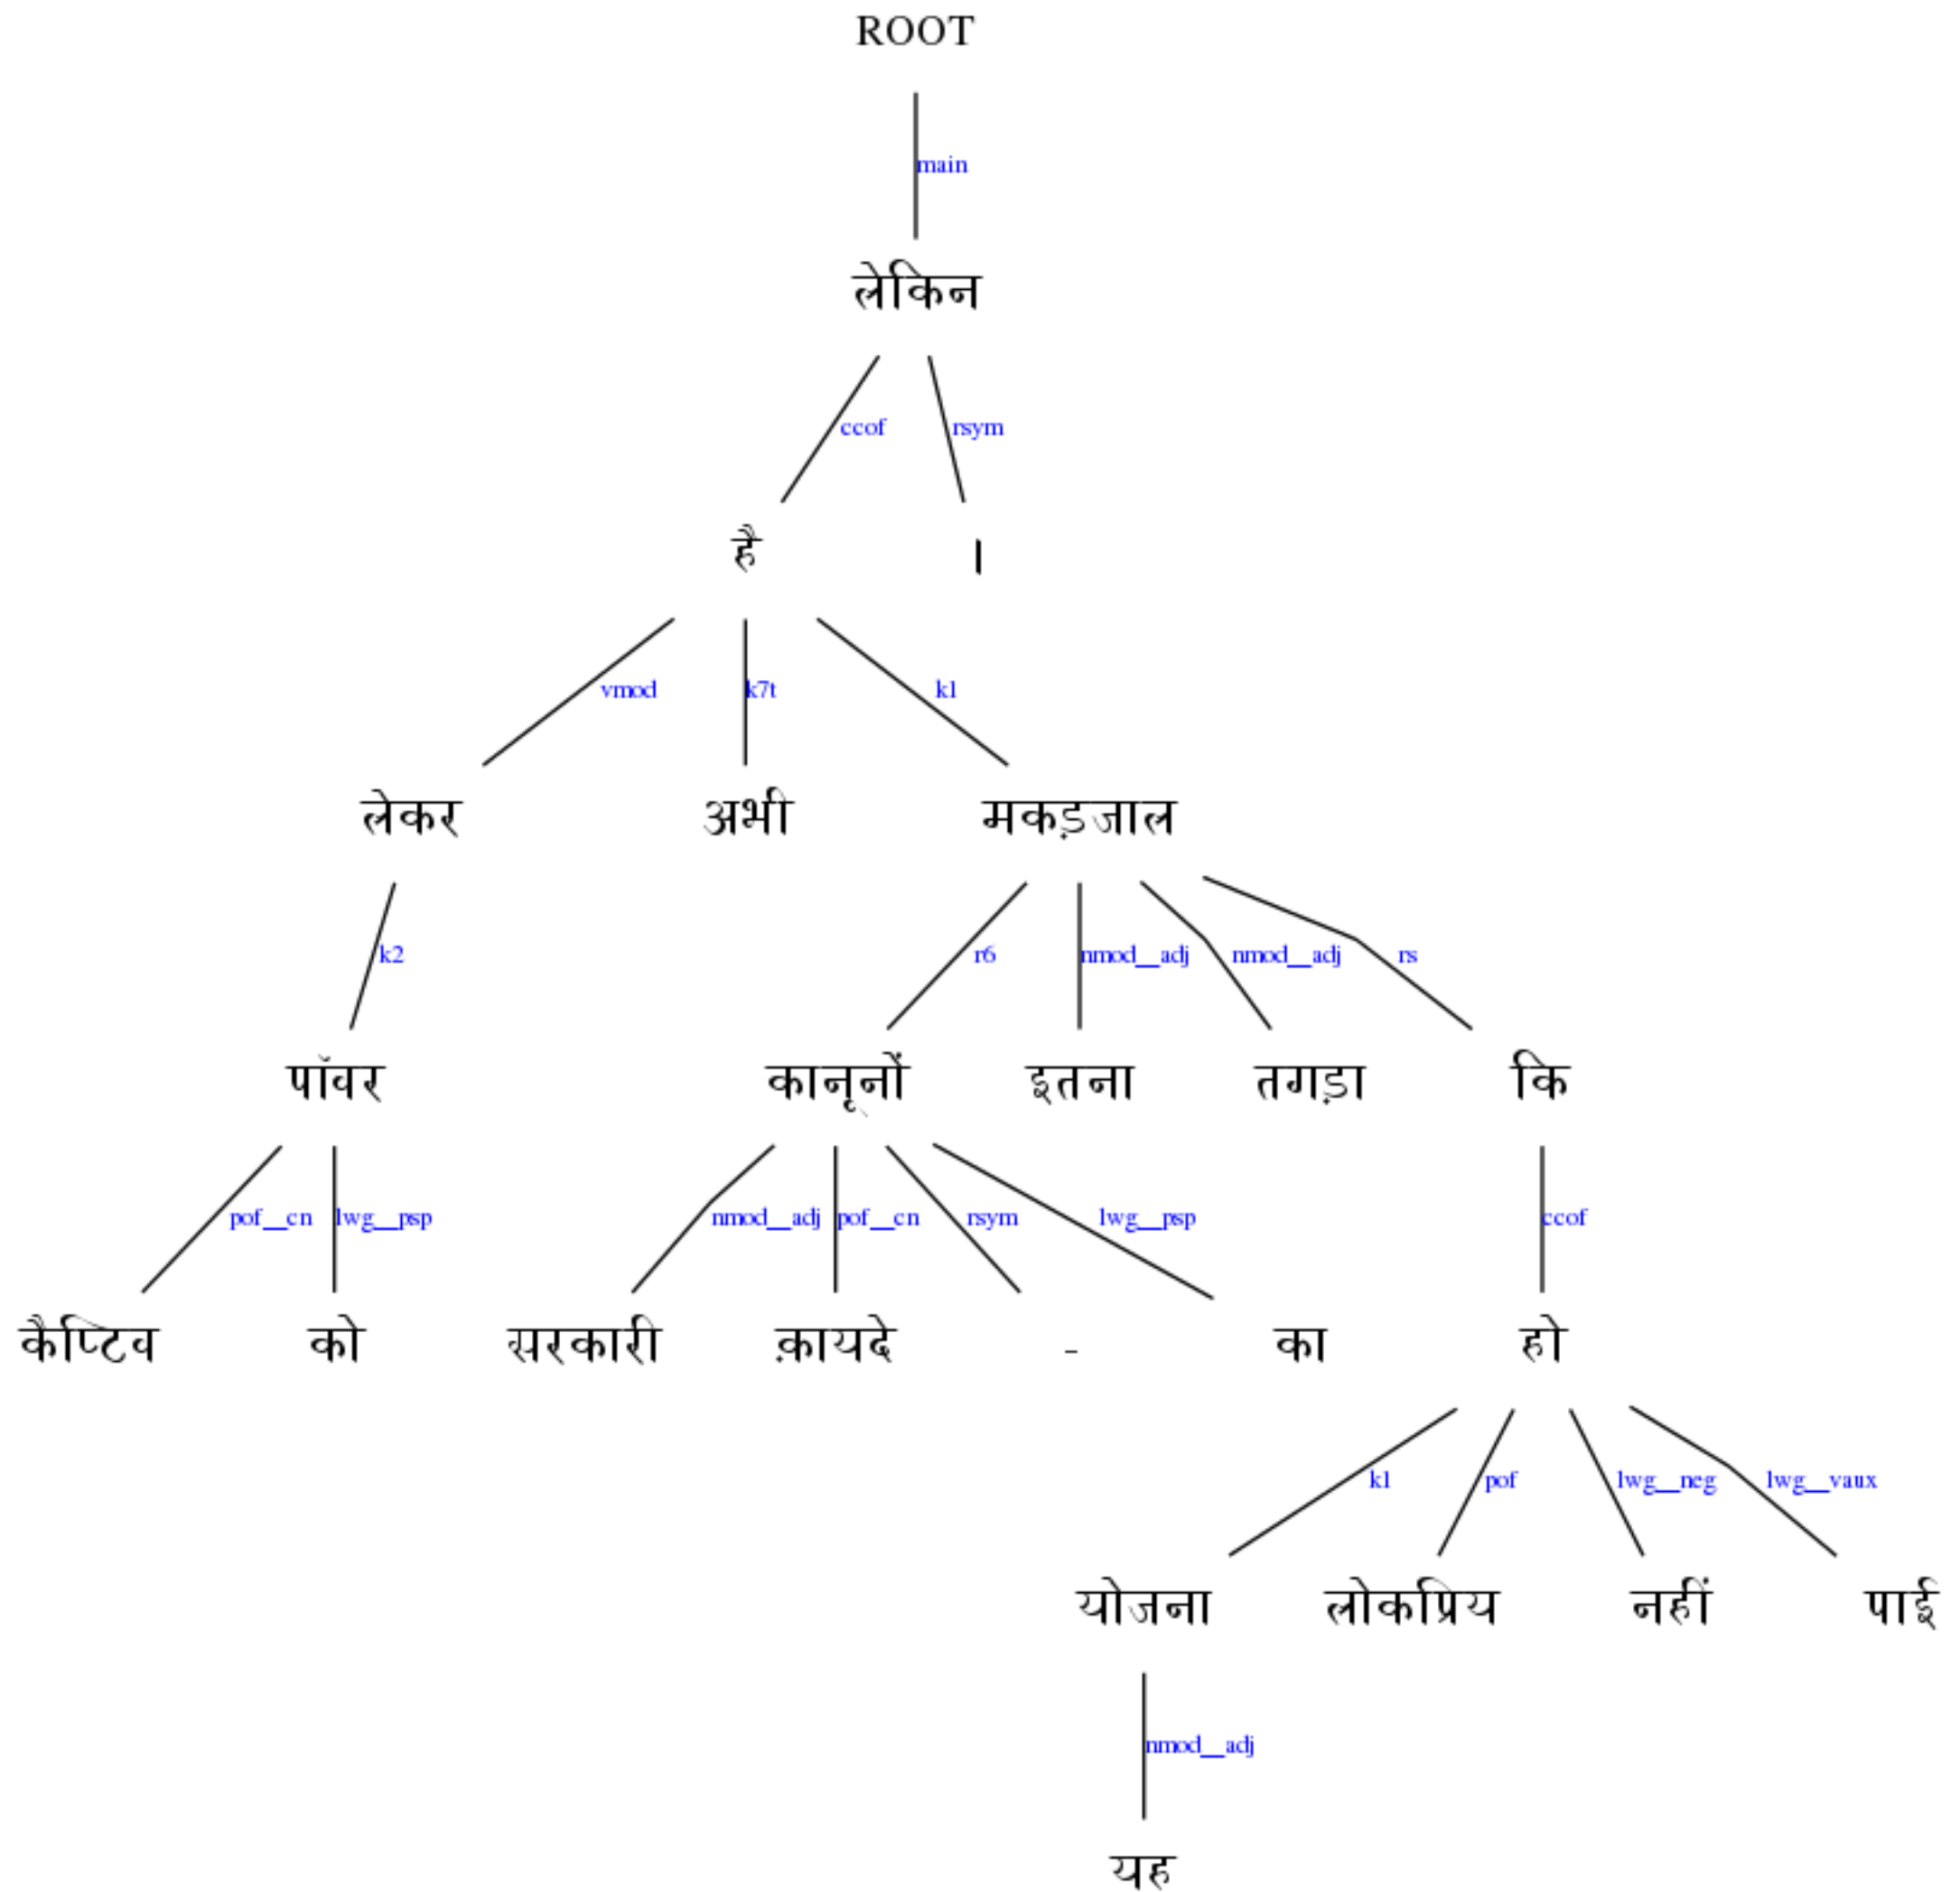 ROOT
main
लेकिन
ccof rsym
है ।
vmod k7t k1
लेकर अभी मकड़जाल
k2 r6 nmod__adj nmod__adj rs
पॉवर कानूनों इतना तगड़ा कि
pof__cn lwg__psp nmod__adj pof__cn rsym lwg__psp ccof
कैप्टिव को सरकारी क़ायदे - का हो
k1 pof lwg__neg lwg__vaux
योजना लोकप्रिय नहीं पाई
nmod__adj
यह